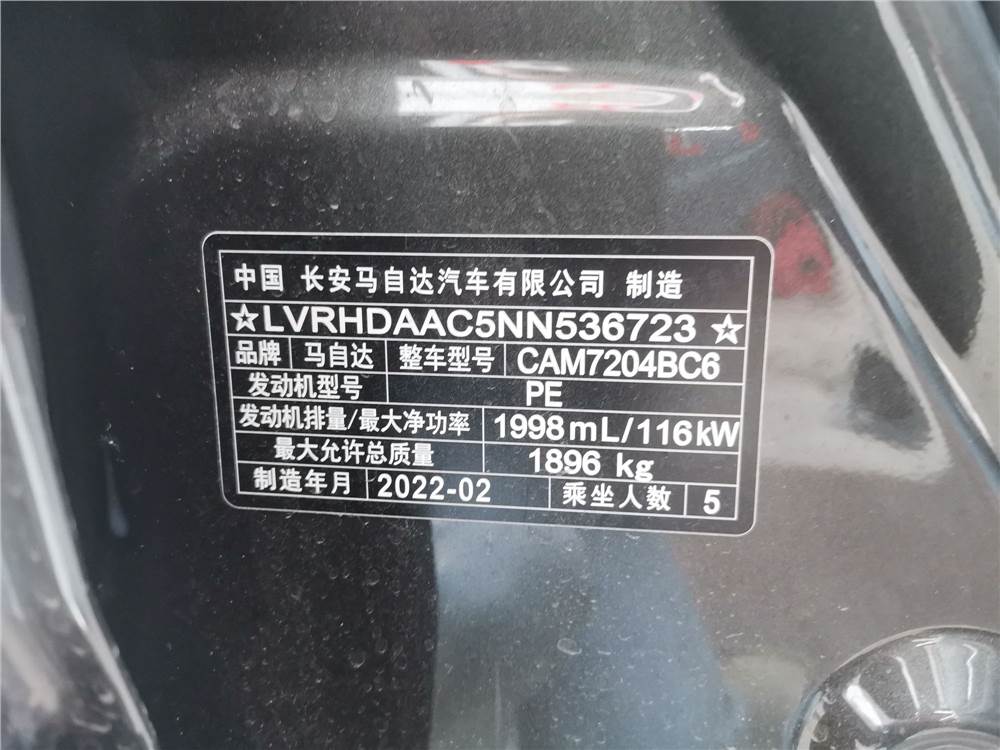 中国 长安马自达汽车有限公司 制造
☆LVRHDAAC5NN536723☆
品牌 马自达 整车型号 CAM7204BC6
发动机型号 PE
发动机排量/最大净功率 1998mL/116kW
最大允许总质量 1896 kg
制造年月 2022-02 乘坐人数 5